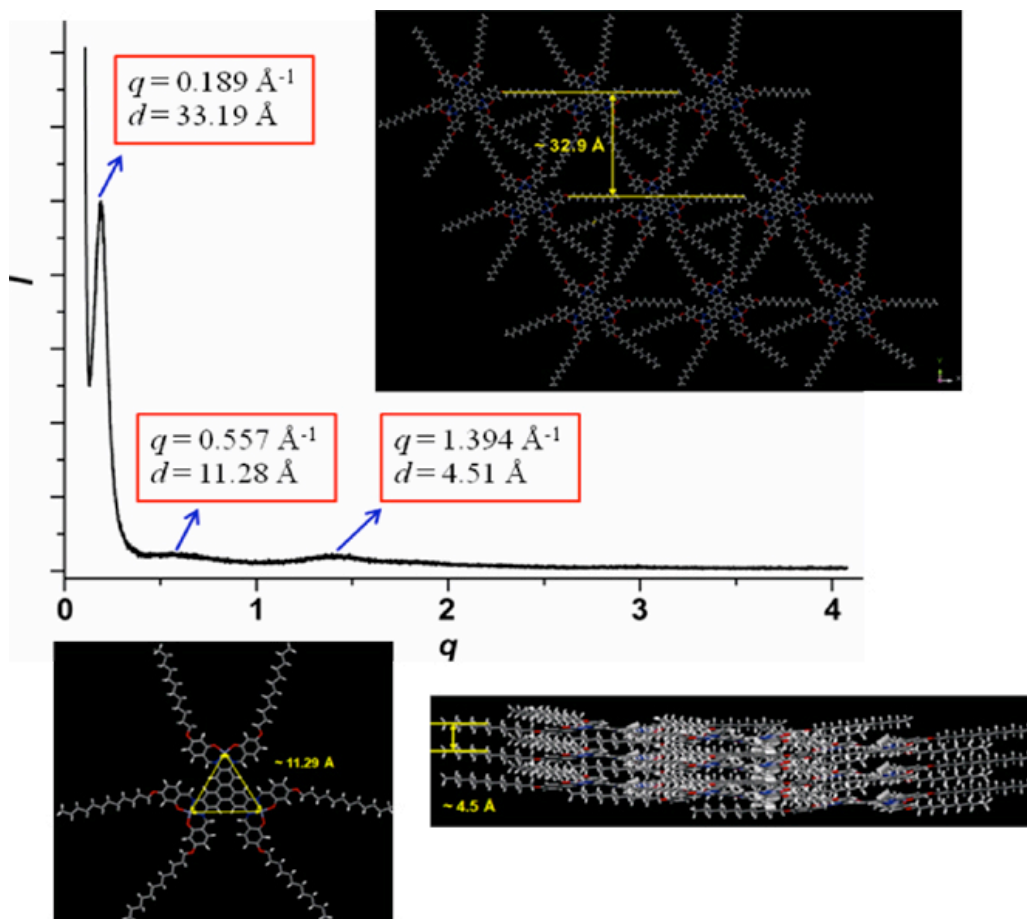 q = 0.189 Å-1
d = 33.19 Å
~ 32.9 Å
I
q = 0.557 Å-1
d = 11.28 Å
q = 1.394 Å-1
d = 4.51 Å
0 1 2 3 4
q
~ 11.29 Å
~ 4.5 Å